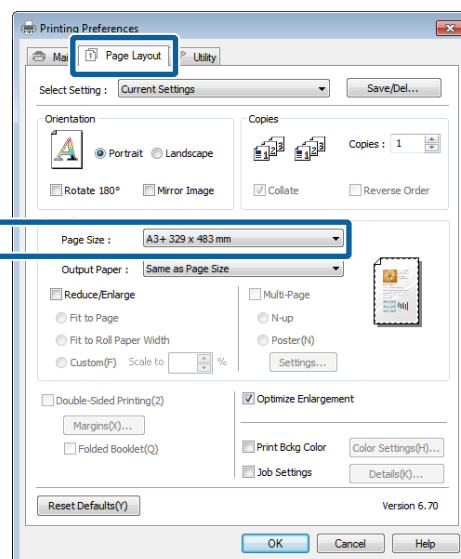 Printing Preferences
Page Layout Utility
Select Setting : Current Settings Save/Del...
Orientation Copies
Portrait Landscape Copies : 1
Rotate 180° Mirror Image Collate Reverse Order
Page Size : A3+ 329 x 483 mm
Output Paper : Same as Page Size
Reduce/Enlarge Multi-Page
Fit to Page N-up
Fit to Roll Paper Width Poster(N)
Custom(F) Scale to % Settings...
Double-Sided Printing(2) Optimize Enlargement
Margins(X)...
Folded Booklet(Q) Print Bckg Color Color Settings(H)...
Job Settings Details(K)...
Reset Defaults(Y) Version 6.70
OK Cancel Help